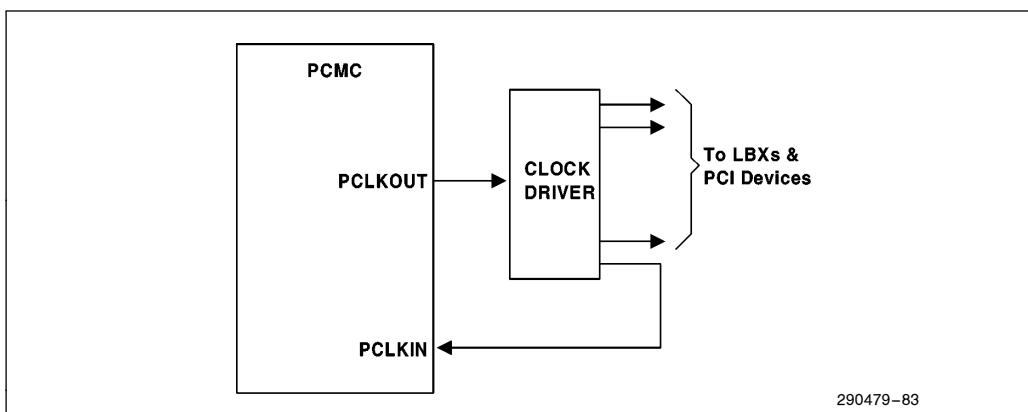 PCMC
PCLKOUT
CLOCK
DRIVER
To LBXs &
PCI Devices
PCLKIN
290479–83